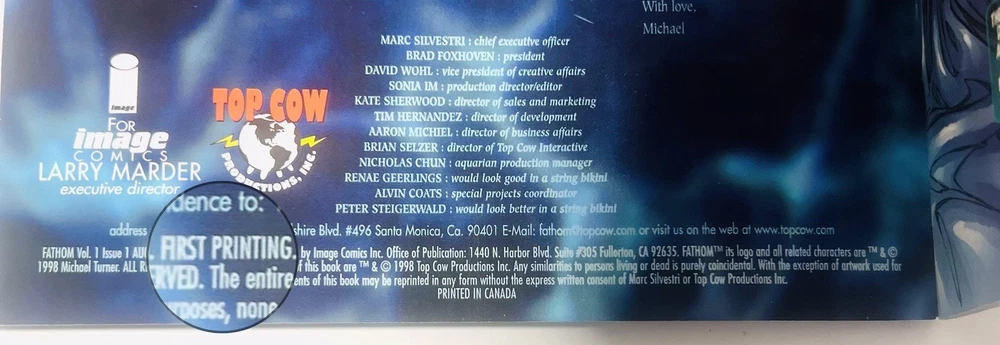 With love,
Michael
MARC SILVESTRI : chief executive officer
BRAD FOXHOVEN : president
DAVID WOHL : vice president of creative affairs
SONIA IM : production director/editor
KATE SHERWOOD : director of sales and marketing
TIM HERNANDEZ : director of development
AARON MICHIEL : director of business affairs
BRIAN SELZER : director of Top Cow Interactive
NICHOLAS CHUN : aquarian production manager
RENAE GEERLINGS : would look good in a string bikini
ALVIN COATS : special projects coordinator
PETER STEIGERWALD : would look better in a string bikini
image
FOR
image
COMICS
LARRY MARDER
executive director
TOP COW
PRODUCTIONS, INC.
dence to:
address shire Blvd. #496 Santa Monica, Ca. 90401 E-Mail: fathom@topcow.com or visit us on the web at www.topcow.com
FATHOM Vol. 1 Issue 1 AU FIRST PRINTING. by Image Comics Inc. Office of Publication: 1440 N. Harbor Blvd. Suite #305 Fullerton, CA 92635. FATHOM™ its logo and all related characters are ™ & ©
1998 Michael Turner. ALL R RVED. The entire f this book are ™ & © 1998 Top Cow Productions Inc. Any similarities to persons living or dead is purely coincidental. With the exception of artwork used for
rposes, none ents of this book may be reprinted in any form without the express written consent of Marc Silvestri or Top Cow Productions Inc.
PRINTED IN CANADA